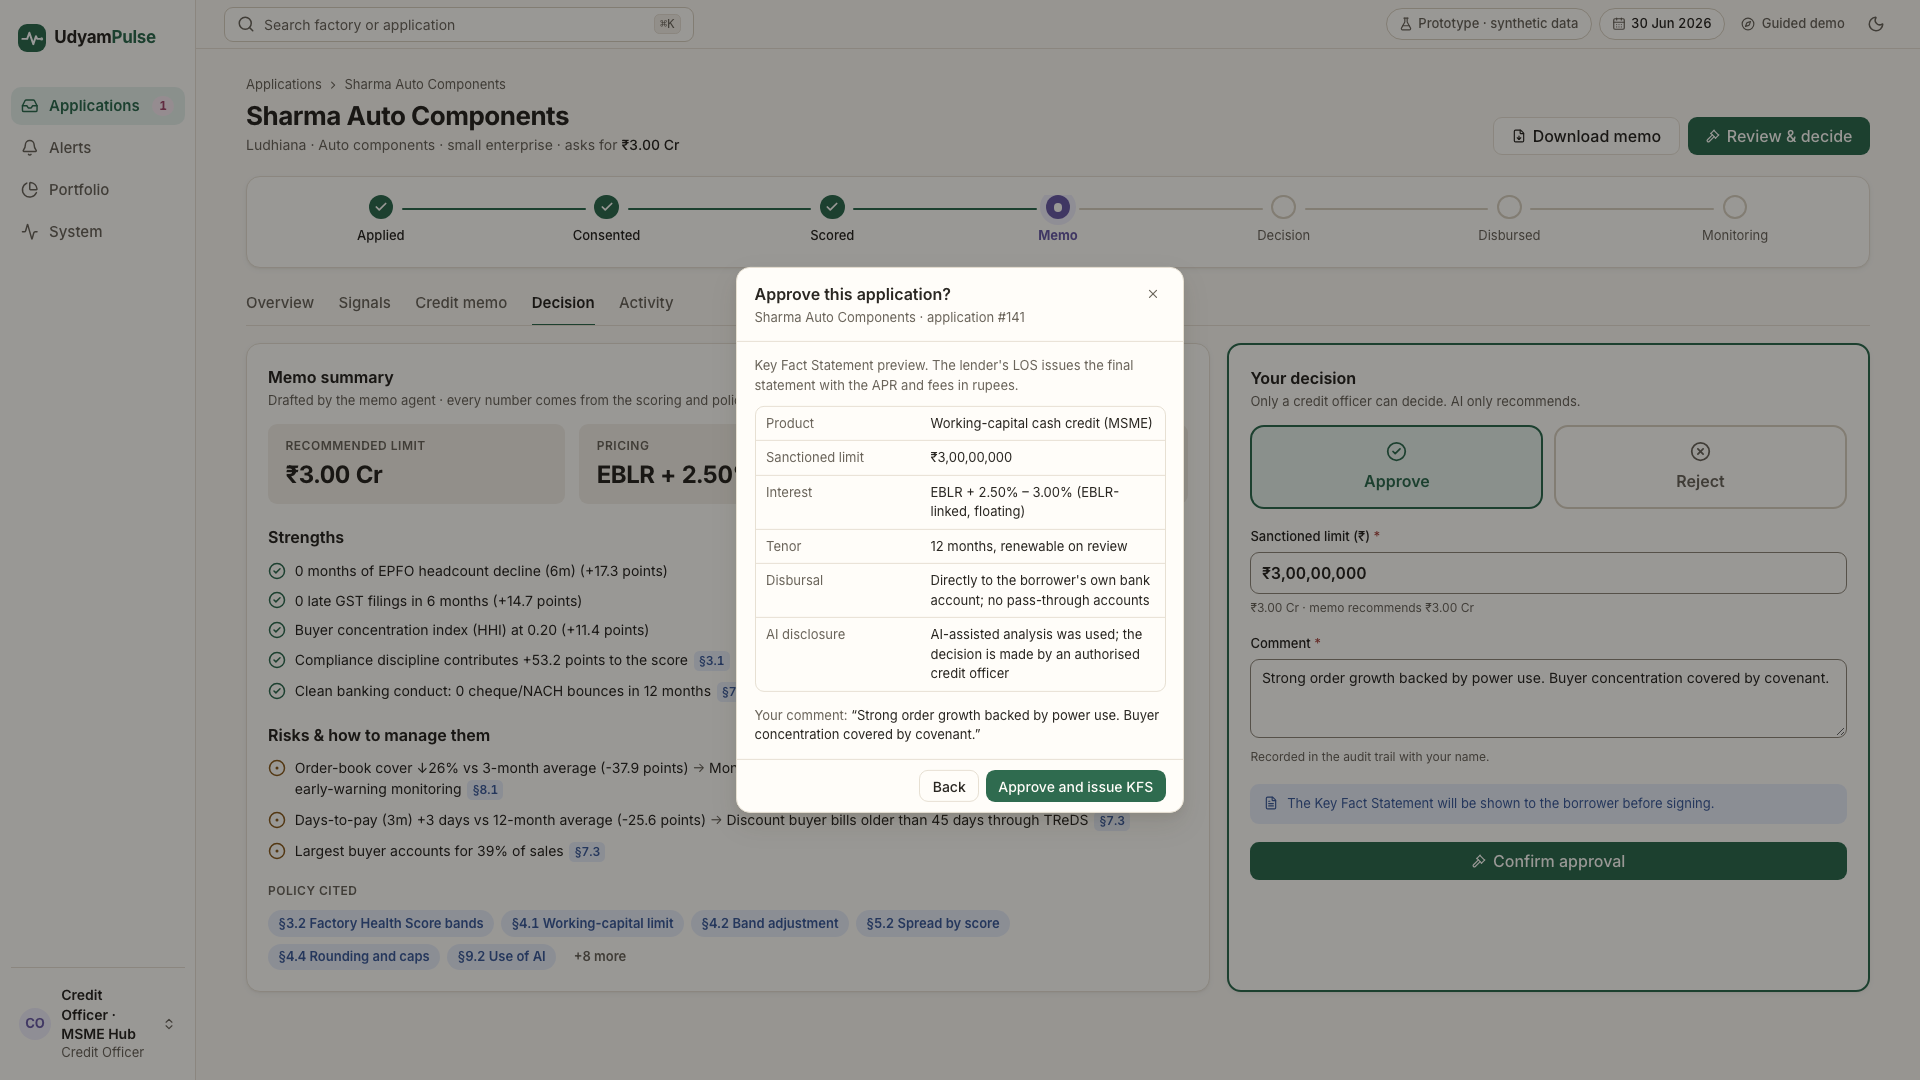 UdyamPulse
Search factory or application
⌘K
Prototype · synthetic data
30 Jun 2026
Guided demo
Applications
1
Alerts
Portfolio
System
Applications > Sharma Auto Components
Sharma Auto Components
Ludhiana · Auto components · small enterprise · asks for ₹3.00 Cr
Download memo
Review & decide
Applied
Consented
Scored
Memo
Decision
Disbursed
Monitoring
Overview
Signals
Credit memo
Decision
Activity
Memo summary
Drafted by the memo agent · every number comes from the scoring and
RECOMMENDED LIMIT
₹3.00 Cr
PRICING
EBLR + 2.50%
Strengths
0 months of EPFO headcount decline (6m) (+17.3 points)
0 late GST filings in 6 months (+14.7 points)
Buyer concentration index (HHI) at 0.20 (+11.4 points)
Compliance discipline contributes +53.2 points to the score §3.1
Clean banking conduct: 0 cheque/NACH bounces in 12 months
Risks & how to manage them
Order-book cover ↓26% vs 3-month average (-37.9 points) →
early-warning monitoring §8.1
Days-to-pay (3m) +3 days vs 12-month average (-25.6 points) → Discount buyer bills older than 45 days through TReDS §7.3
Largest buyer accounts for 39% of sales §7.3
POLICY CITED
§3.2 Factory Health Score bands
§4.1 Working-capital limit
§4.2 Band adjustment
§5.2 Spread by score
§4.4 Rounding and caps
§9.2 Use of AI
+8 more
Approve this application?
Sharma Auto Components · application #141
Key Fact Statement preview. The lender's LOS issues the final
statement with the APR and fees in rupees.
Product
Working-capital cash credit (MSME)
Sanctioned limit
₹3,00,00,000
Interest
EBLR + 2.50% – 3.00% (EBLR-
linked, floating)
Tenor
12 months, renewable on review
Disbursal
Directly to the borrower's own bank
account; no pass-through accounts
AI disclosure
AI-assisted analysis was used; the
decision is made by an authorised
credit officer
Your comment: “Strong order growth backed by power use. Buyer
concentration covered by covenant.”
Back
Approve and issue KFS
Your decision
Only a credit officer can decide. AI only recommends.
Approve
Reject
Sanctioned limit (₹) *
₹3,00,00,000
₹3.00 Cr · memo recommends ₹3.00 Cr
Comment *
Strong order growth backed by power use. Buyer concentration covered by covenant.
Recorded in the audit trail with your name.
The Key Fact Statement will be shown to the borrower before signing.
Confirm approval
CO
Credit
Officer ·
MSME Hub
Credit Officer